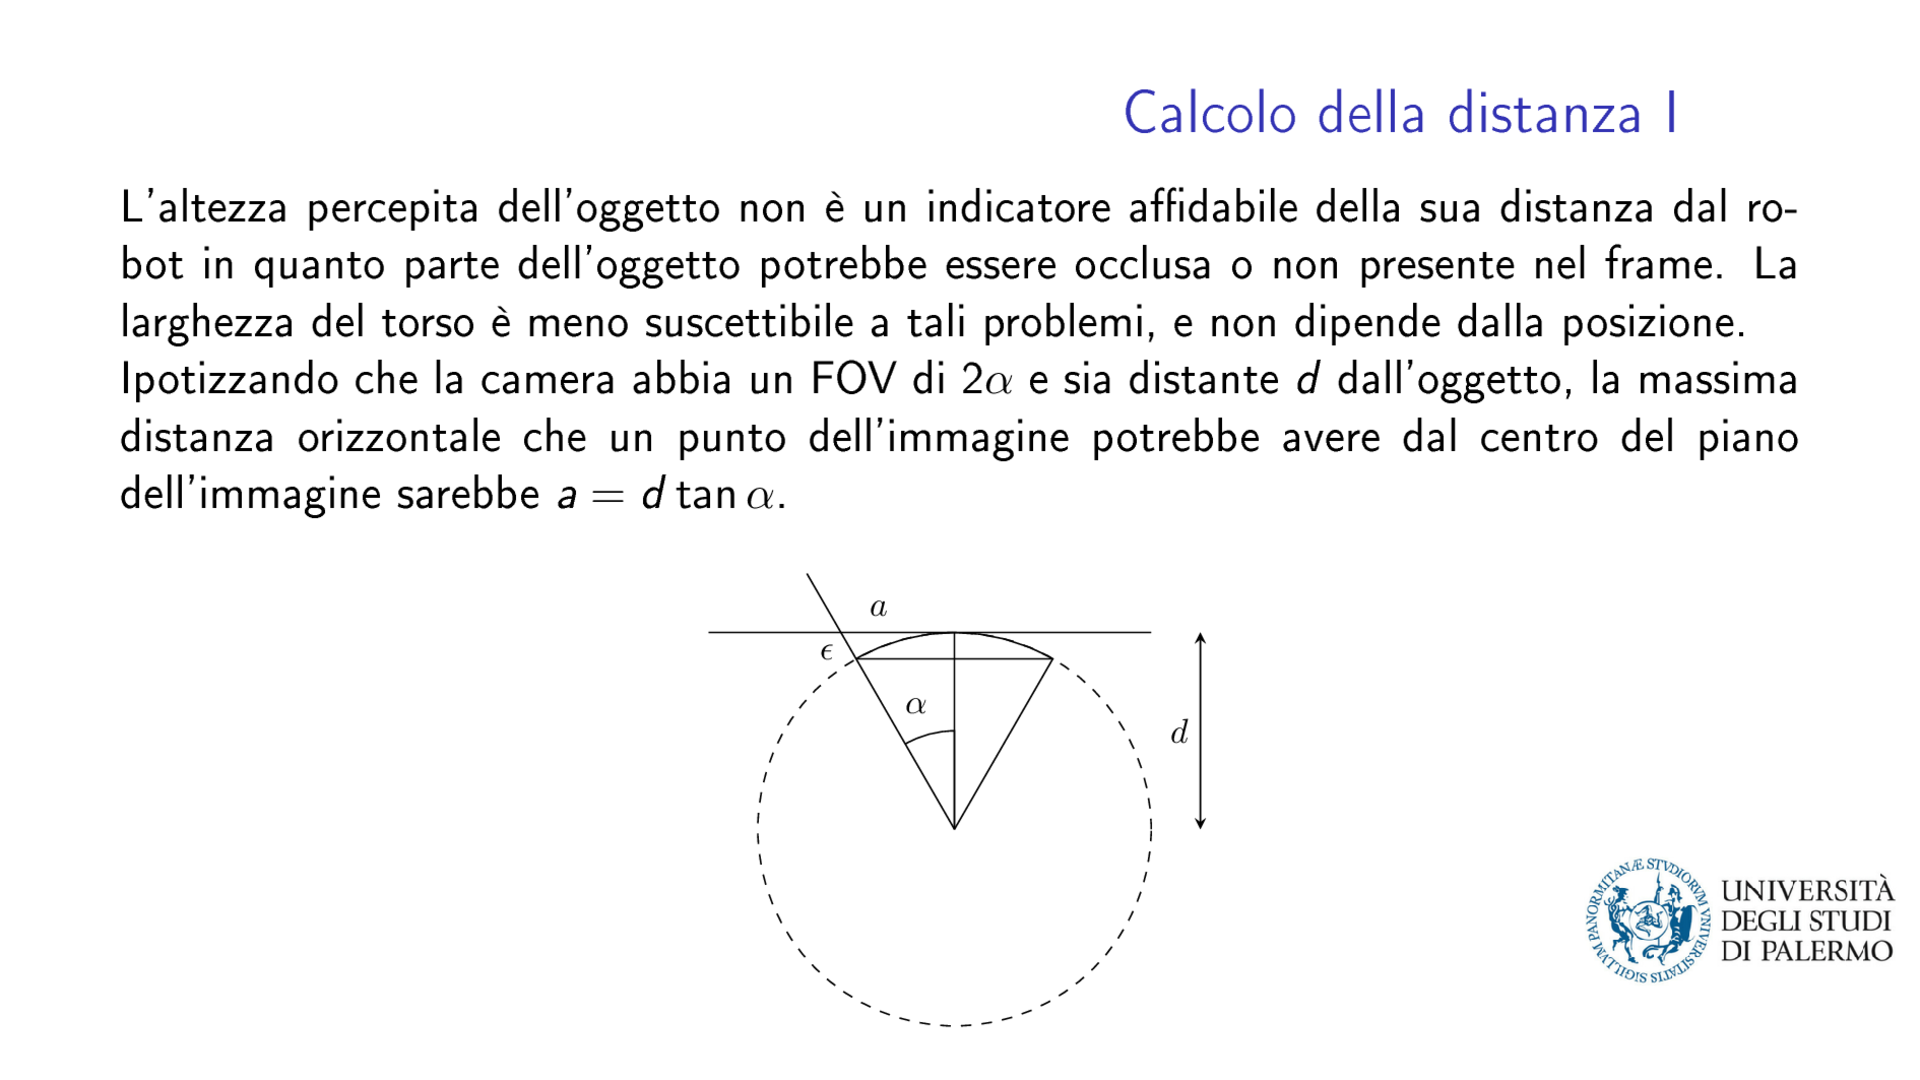 Calcolo della distanza I
L'altezza percepita dell'oggetto non è un indicatore affidabile della sua distanza dal ro-
bot in quanto parte dell'oggetto potrebbe essere occlusa o non presente nel frame. La
larghezza del torso è meno suscettibile a tali problemi, e non dipende dalla posizione.
Ipotizzando che la camera abbia un FOV di 2α e sia distante d dall'oggetto, la massima
distanza orizzontale che un punto dell'immagine potrebbe avere dal centro del piano
dell'immagine sarebbe a = d tan α.
a
ϵ
α
d
SIGILLVM PANORMITANÆ STVDIORVM VNIVERSITATIS
UNIVERSITÀ
DEGLI STUDI
DI PALERMO